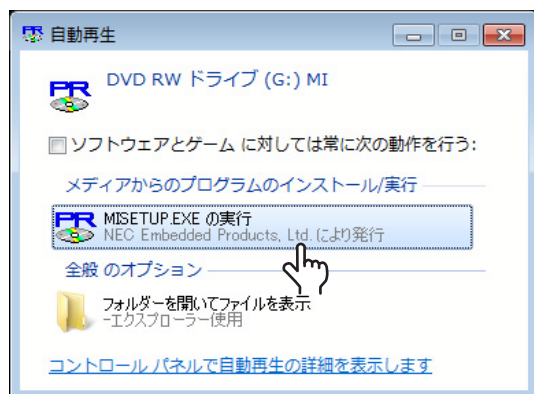 自動再生
DVD RW ドライブ (G:) MI
ソフトウェアとゲーム に対しては常に次の動作を行う:
メディアからのプログラムのインストール/実行
PR MISETUP.EXE の実行
NEC Embedded Products, Ltd. により発行
全般 のオプション
フォルダーを開いてファイルを表示
-エクスプローラー使用
コントロール パネルで自動再生の詳細を表示します